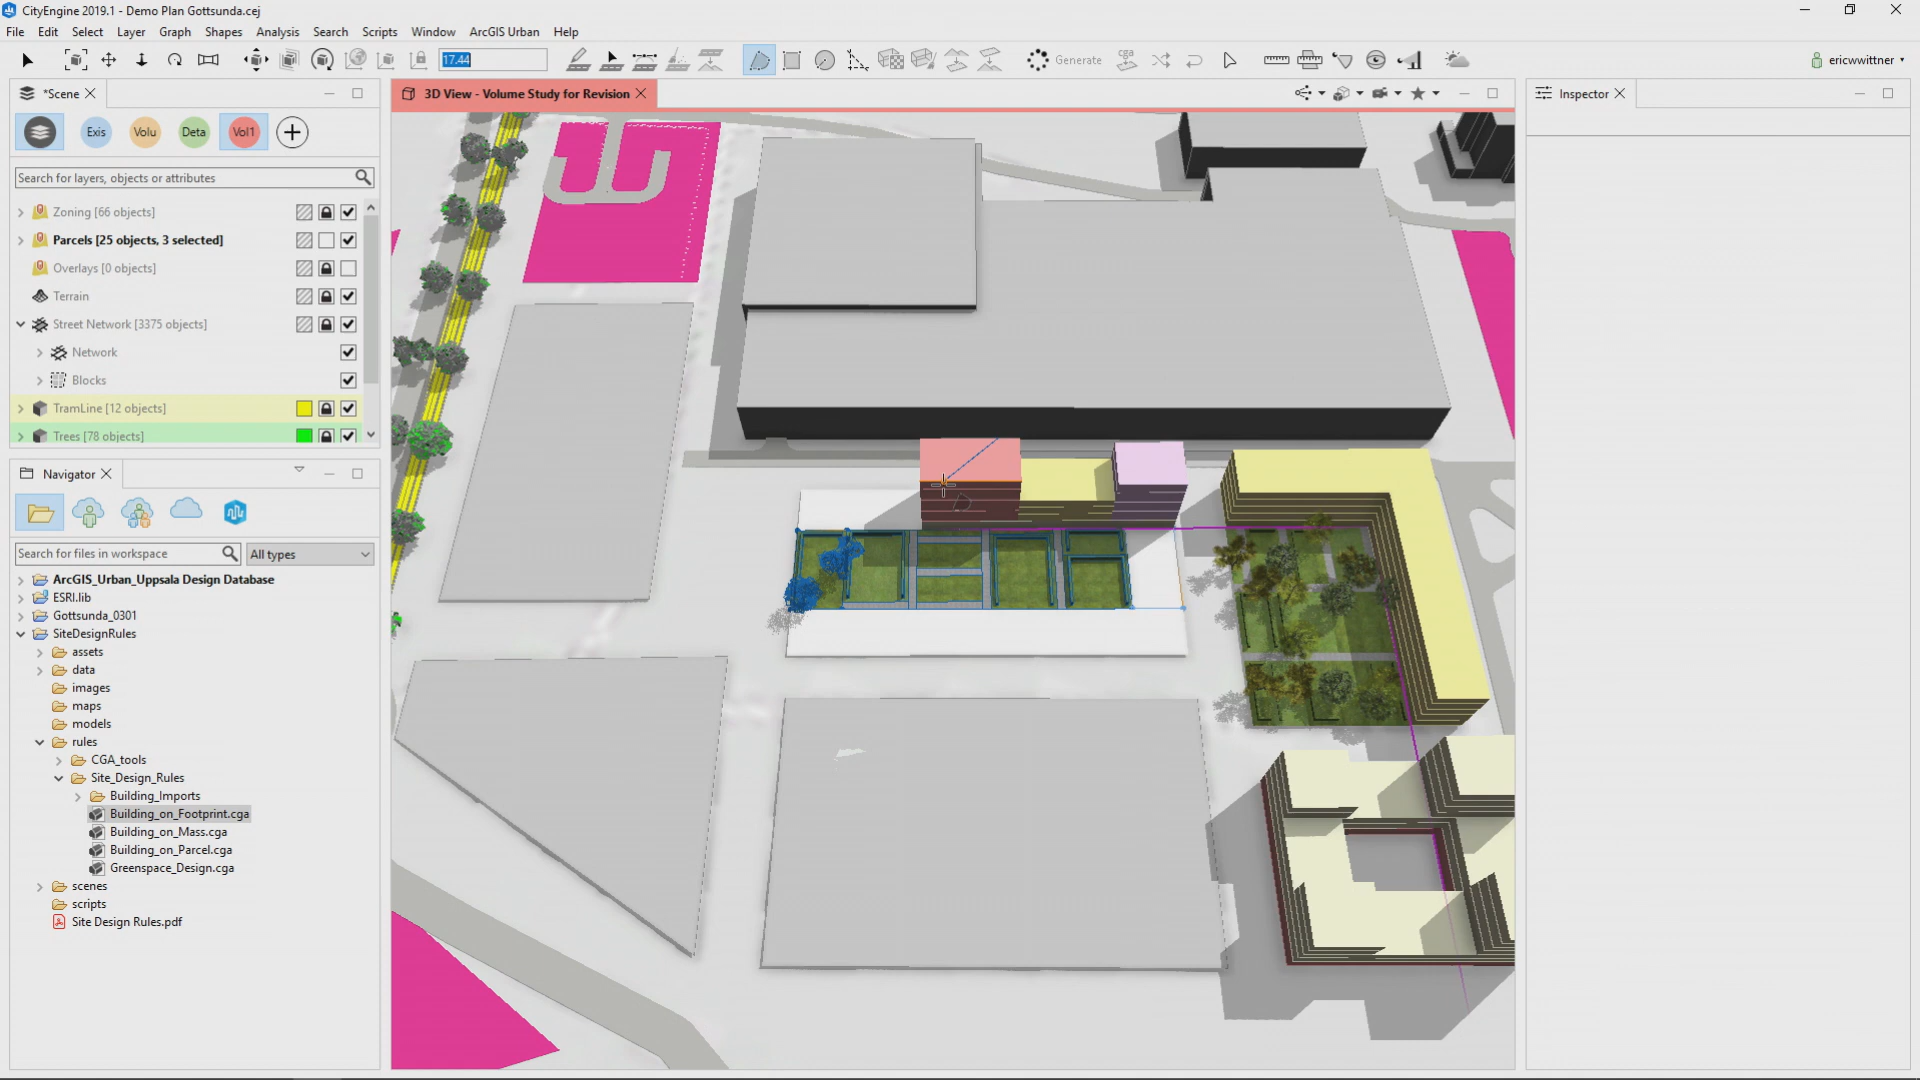 CityEngine 2019.1 - Demo Plan Gottsunda.cej
File Edit Select Layer Graph Shapes Analysis Search Scripts Window ArcGIS Urban Help
17.44
Generate
cga
ericwwittner
*Scene
3D View - Volume Study for Revision
Inspector
Exis Volu Deta Vol1
Search for layers, objects or attributes
Zoning [66 objects]
Parcels [25 objects, 3 selected]
Overlays [0 objects]
Terrain
Street Network [3375 objects]
Network
Blocks
TramLine [12 objects]
Trees [78 objects]
Navigator
Search for files in workspace
All types
ArcGIS_Urban_Uppsala Design Database
ESRI.lib
Gottsunda_0301
SiteDesignRules
assets
data
images
maps
models
rules
CGA_tools
Site_Design_Rules
Building_Imports
Building_on_Footprint.cga
Building_on_Mass.cga
Building_on_Parcel.cga
Greenspace_Design.cga
scenes
scripts
Site Design Rules.pdf